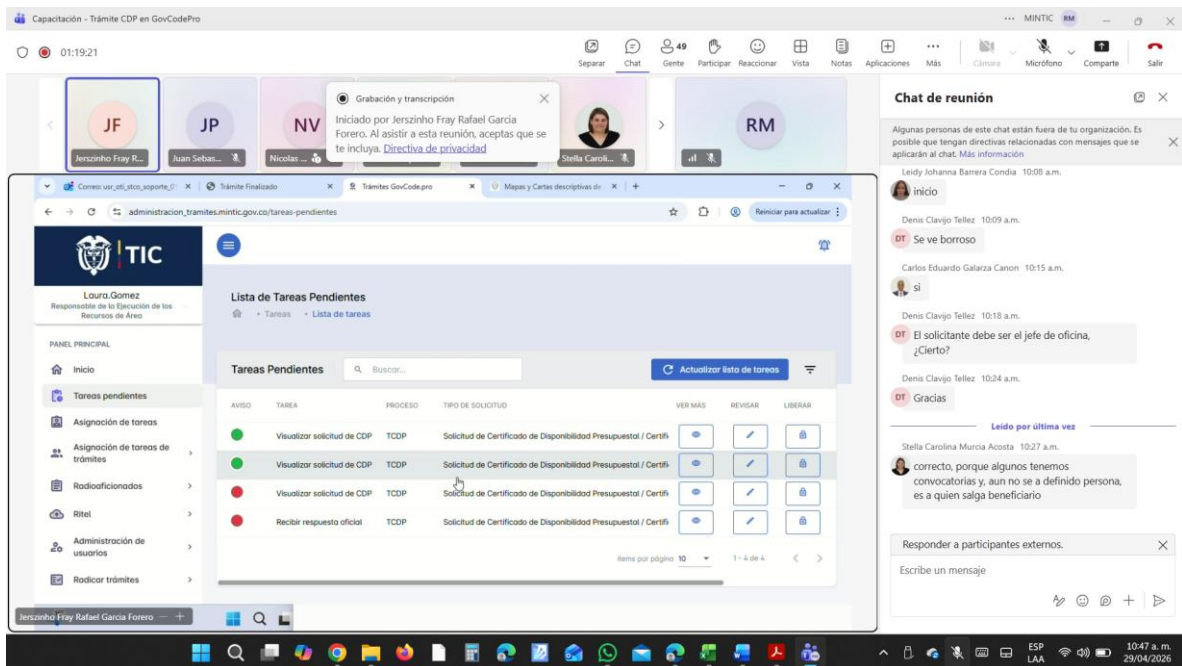 Capacitación - Trámite CDP en GovCodePro
MINTIC RM
01:19:21
Separar
Chat
49
Gente
Participar
Reaccionar
Vista
Notas
Aplicaciones
Más
Cámara
Micrófono
Comparte
Salir
JF
Jerszinho Fray R...
JP
Juan Sebas...
NV
Nicolas ...
Grabación y transcripción
Iniciado por Jerszinho Fray Rafael Garcia
Forero. Al asistir a esta reunión, aceptas que se
te incluya. Directiva de privacidad
Stella Caroli...
RM
Correo: usr_oti_stco_soporte_0
Trámite Finalizado
Trámites GovCode.pro
Mapas y Cartas descriptivas de
administracion_tramites.mintic.gov.co/tareas-pendientes
Reiniciar para actualizar
TIC
Laura.Gomez
Responsable de la Ejecución de los
Recursos de Área
PANEL PRINCIPAL
Inicio
Tareas pendientes
Asignación de tareas
Asignación de tareas de
trámites
Radioaficionados
Ritel
Administración de
usuarios
Radicar trámites
Lista de Tareas Pendientes
Tareas • Lista de tareas
Tareas Pendientes
Buscar...
Actualizar lista de tareas
AVISO TAREA PROCESO TIPO DE SOLICITUD VER MÁS REVISAR LIBERAR
Visualizar solicitud de CDP TCDP Solicitud de Certificado de Disponibilidad Presupuestal / Certifi
Visualizar solicitud de CDP TCDP Solicitud de Certificado de Disponibilidad Presupuestal / Certifi
Visualizar solicitud de CDP TCDP Solicitud de Certificado de Disponibilidad Presupuestal / Certifi
Recibir respuesta oficial TCDP Solicitud de Certificado de Disponibilidad Presupuestal / Certifi
Items por página 10 1 - 4 de 4
Jerszinho Fray Rafael Garcia Forero
Chat de reunión
Algunas personas de este chat están fuera de tu organización. Es
posible que tengan directivas relacionadas con mensajes que se
aplicarán al chat. Más información
Leidy Johanna Barrera Condia 10:08 a.m.
inicio
Denis Clavijo Tellez 10:09 a.m.
DT
Se ve borroso
Carlos Eduardo Galarza Canon 10:15 a.m.
si
Denis Clavijo Tellez 10:18 a.m.
DT
El solicitante debe ser el jefe de oficina,
¿Cierto?
Denis Clavijo Tellez 10:24 a.m.
DT
Gracias
Leído por última vez
Stella Carolina Murcia Acosta 10:27 a.m.
correcto, porque algunos tenemos
convocatorias y, aun no se a definido persona,
es a quien salga beneficiario
Responder a participantes externos.
Escribe un mensaje
ESP
LAA
10:47 a. m.
29/04/2026